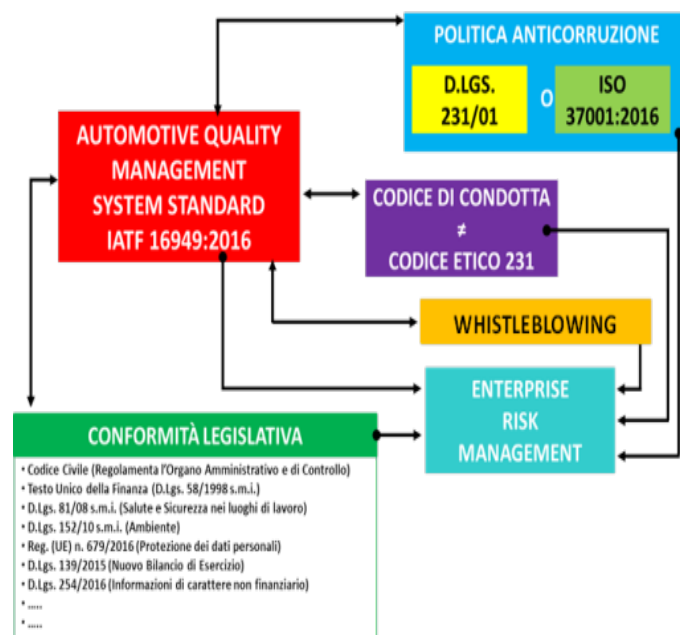 POLITICA ANTICORRUZIONE
D.LGS.
231/01
O
ISO
37001:2016
AUTOMOTIVE QUALITY
MANAGEMENT
SYSTEM STANDARD
IATF 16949:2016
CODICE DI CONDOTTA
≠
CODICE ETICO 231
WHISTLEBLOWING
ENTERPRISE
RISK
MANAGEMENT
CONFORMITÀ LEGISLATIVA
• Codice Civile (Regolamenta l'Organo Amministrativo e di Controllo)
• Testo Unico della Finanza (D.Lgs. 58/1998 s.m.i.)
• D.Lgs. 81/08 s.m.i. (Salute e Sicurezza nei luoghi di lavoro)
• D.Lgs. 152/10 s.m.i. (Ambiente)
• Reg. (UE) n. 679/2016 (Protezione dei dati personali)
• D.Lgs. 139/2015 (Nuovo Bilancio di Esercizio)
• D.Lgs. 254/2016 (Informazioni di carattere non finanziario)
• .....
• .....